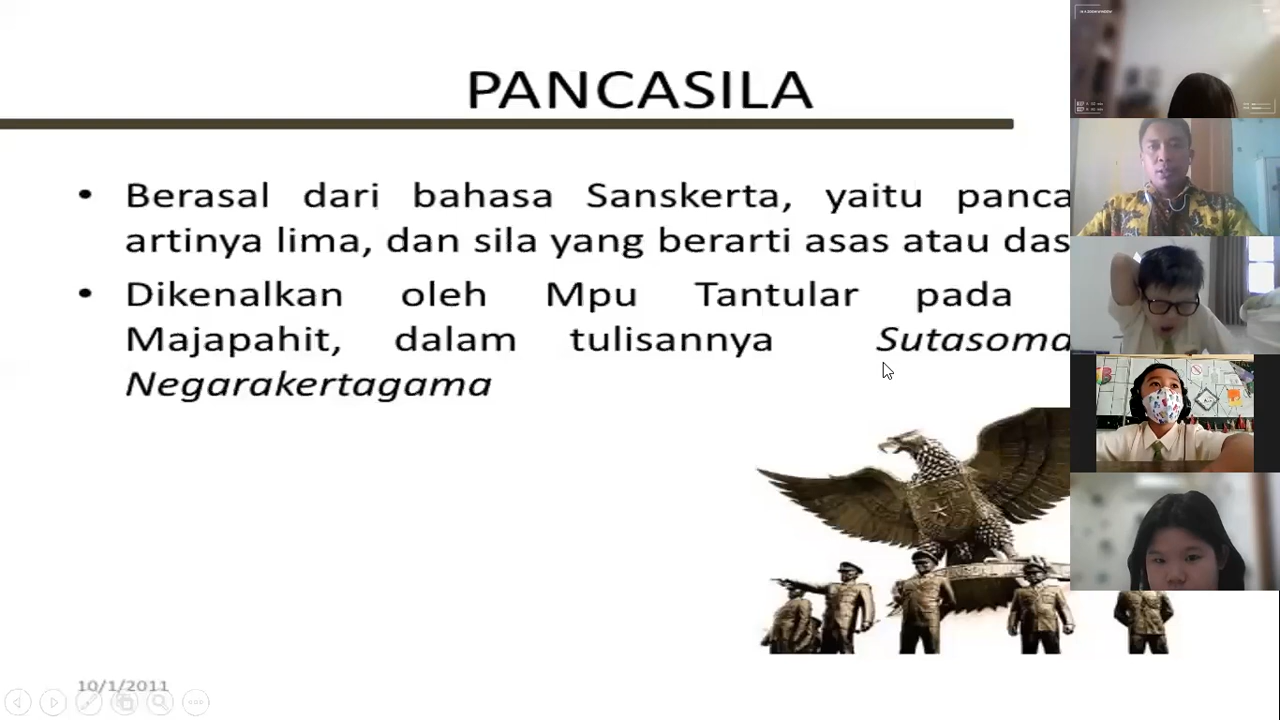 PANCASILA
• Berasal dari bahasa Sanskerta, yaitu panca
artinya lima, dan sila yang berarti asas atau das
• Dikenalkan oleh Mpu Tantular pada
Majapahit, dalam tulisannya Sutasoma
Negarakertagama
10/1/2011